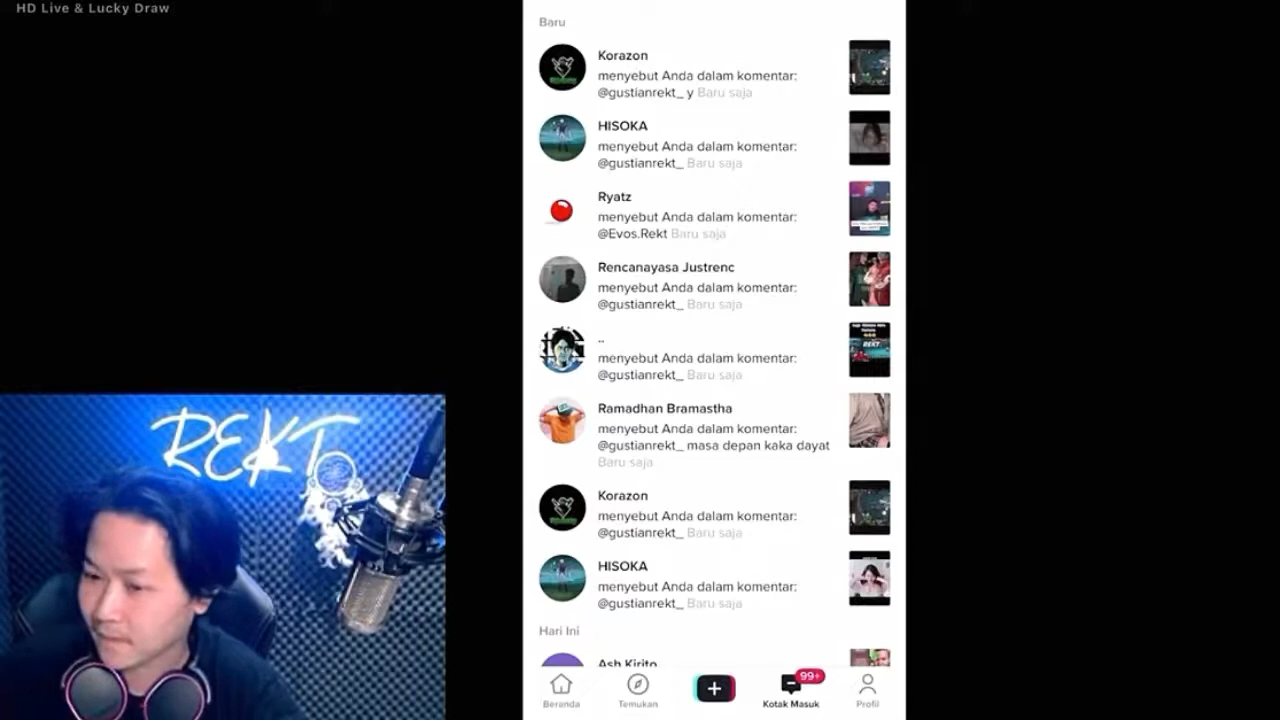 HD Live & Lucky Draw
Baru
Korazon
menyebut Anda dalam komentar:
@gustianrekt_ y Baru saja
HISOKA
menyebut Anda dalam komentar:
@gustianrekt_ Baru saja
Ryatz
menyebut Anda dalam komentar:
@Evos.Rekt Baru saja
Rencanayasa Justrenc
menyebut Anda dalam komentar:
@gustianrekt_ Baru saja
..
menyebut Anda dalam komentar:
@gustianrekt_ Baru saja
REKT
Ramadhan Bramastha
menyebut Anda dalam komentar:
@gustianrekt_ masa depan kaka dayat
Baru saja
Korazon
menyebut Anda dalam komentar:
@gustianrekt_ Baru saja
HISOKA
menyebut Anda dalam komentar:
@gustianrekt_ Baru saja
Hari Ini
Ash Kirito
99+
Beranda
Temukan
Kotak Masuk
Profil
REKT